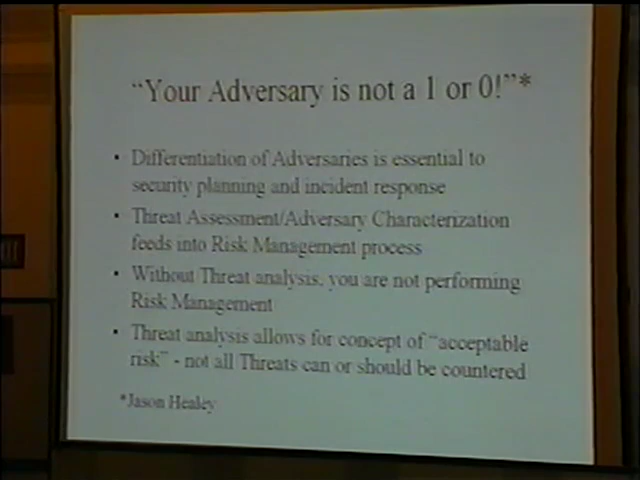 “Your Adversary is not a 1 or 0!”*
• Differentiation of Adversaries is essential to
security planning and incident response
• Threat Assessment/Adversary Characterization
feeds into Risk Management process
• Without Threat analysis, you are not performing
Risk Management
• Threat analysis allows for concept of “acceptable
risk” - not all Threats can or should be countered
*Jason Healey